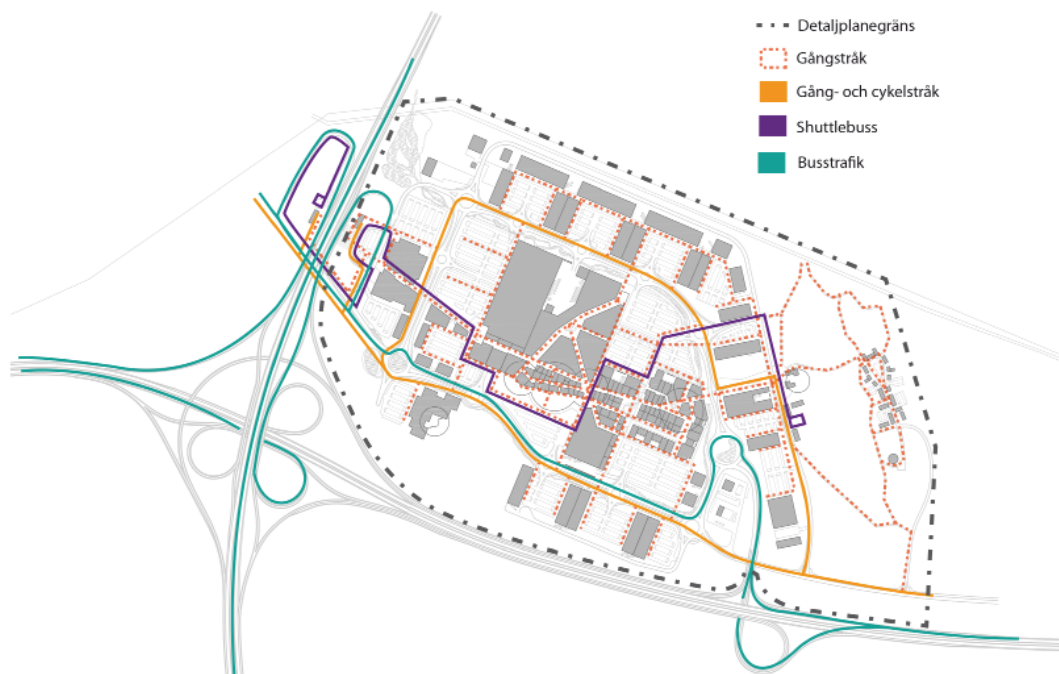 Detaljplanegräns
Gångstråk
Gång- och cykelstråk
Shuttlebuss
Busstrafik